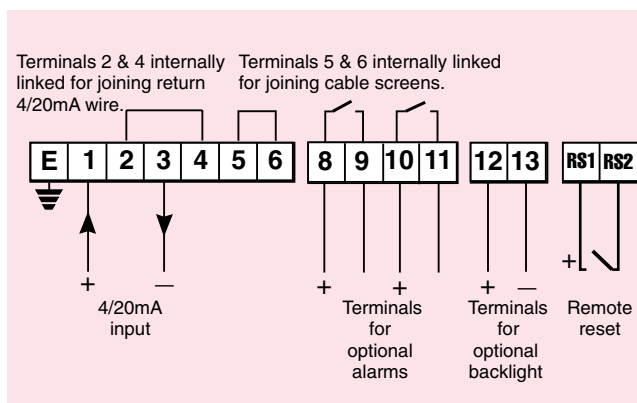 Terminals 2 & 4 internally
linked for joining return
4/20mA wire.
Terminals 5 & 6 internally linked
for joining cable screens.
E 1 2 3 4 5 6 8 9 10 11 12 13 RS1 RS2
+ — + + + — +
4/20mA
input
Terminals
for
optional
alarms
Terminals
for
optional
backlight
Remote
reset